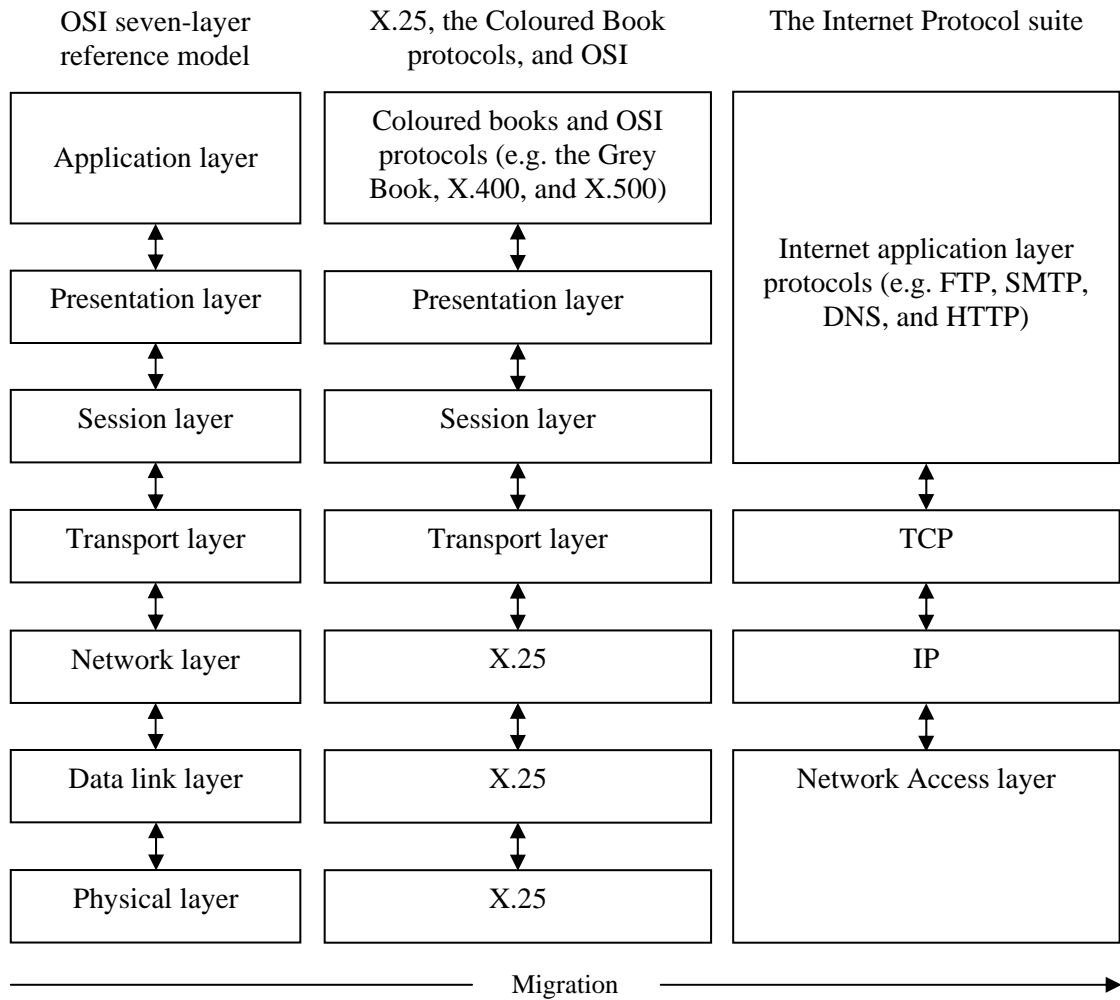 OSI seven-layer
reference model
X.25, the Coloured Book
protocols, and OSI
The Internet Protocol suite
Application layer
Coloured books and OSI
protocols (e.g. the Grey
Book, X.400, and X.500)
Internet application layer
protocols (e.g. FTP, SMTP,
DNS, and HTTP)
Presentation layer
Presentation layer
Session layer
Session layer
Transport layer
Transport layer
TCP
Network layer
X.25
IP
Data link layer
X.25
Network Access layer
Physical layer
X.25
Migration